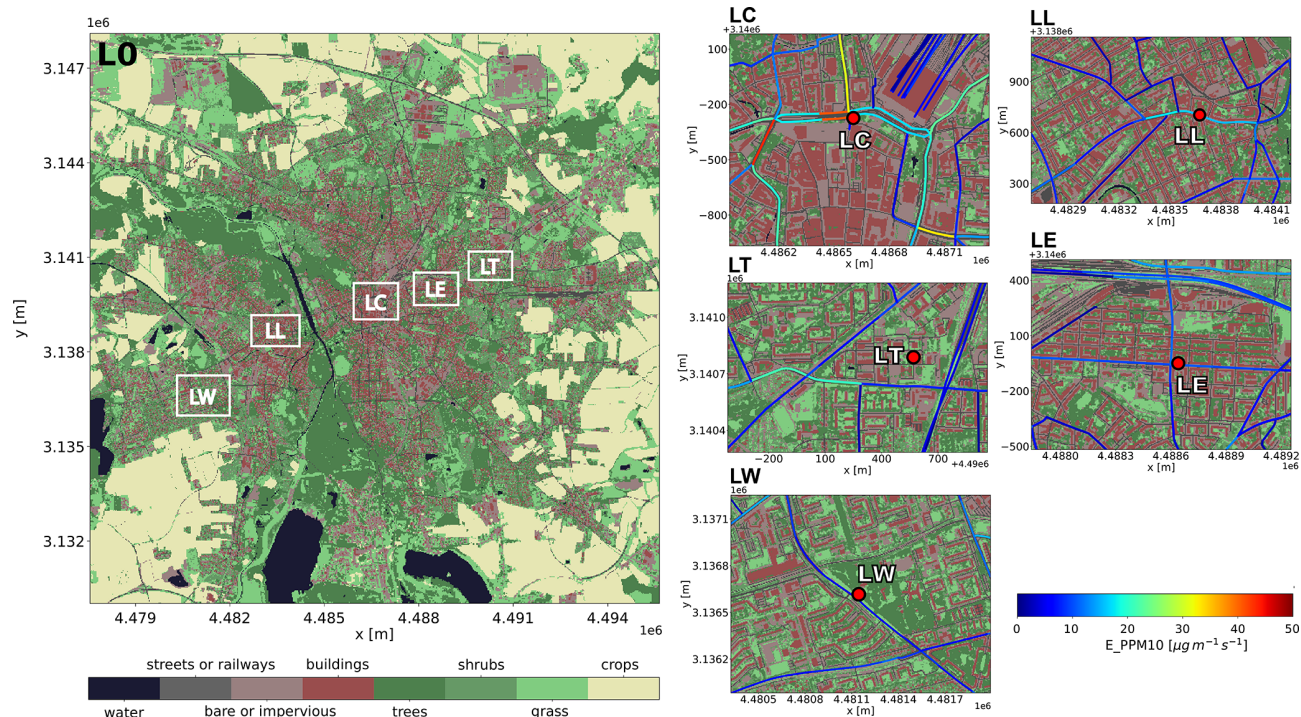 1e6
L0
3.147
3.144
3.141
3.138
3.135
3.132
y [m]
LT
LE
LC
LL
LW
4.479
4.482
4.485
4.488
4.491
4.494
1e6
x [m]
streets or railways
buildings
shrubs
crops
water
bare or impervious
trees
grass
LC
+3.14e6
100
−200
−500
−800
y [m]
LC
4.4862
4.4865
4.4868
4.4871
x [m]
1e6
LL
+3.138e6
900
600
300
y [m]
LL
4.4829
4.4832
4.4835
4.4838
4.4841
x [m]
1e6
LT
3.1410
3.1407
3.1404
y [m]
LT
−200
100
400
700
x [m]
+4.49e6
LE
+3.14e6
400
100
−200
−500
y [m]
LE
4.4880
4.4883
4.4886
4.4889
4.4892
x [m]
1e6
LW
1e6
3.1371
3.1368
3.1365
3.1362
y [m]
LW
4.4805
4.4808
4.4811
4.4814
4.4817
x [m]
1e6
0
10
20
30
40
50
E_PPM10 [μg m⁻¹ s⁻¹]